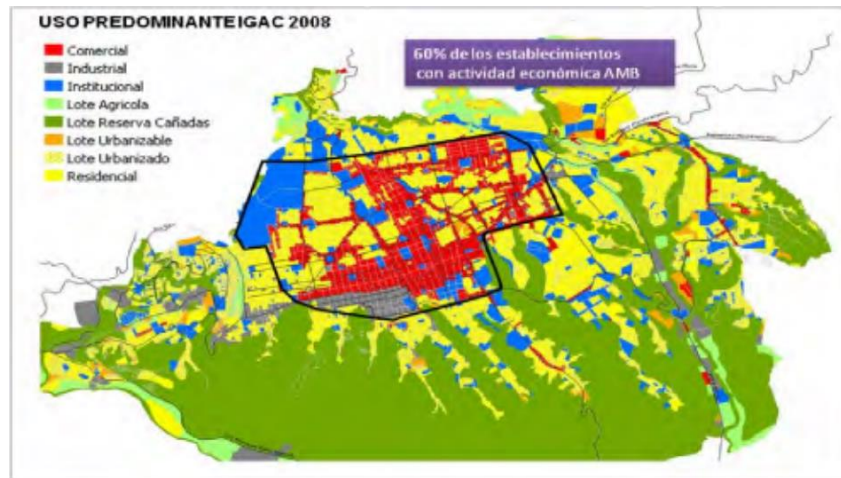 USO PREDOMINANTE IGAC 2008
60% de los establecimientos
con actividad económica AMB
Comercial
Industrial
Institucional
Lote Agricola
Lote Reserva Cañadas
Lote Urbanizable
Lote Urbanizado
Residencial